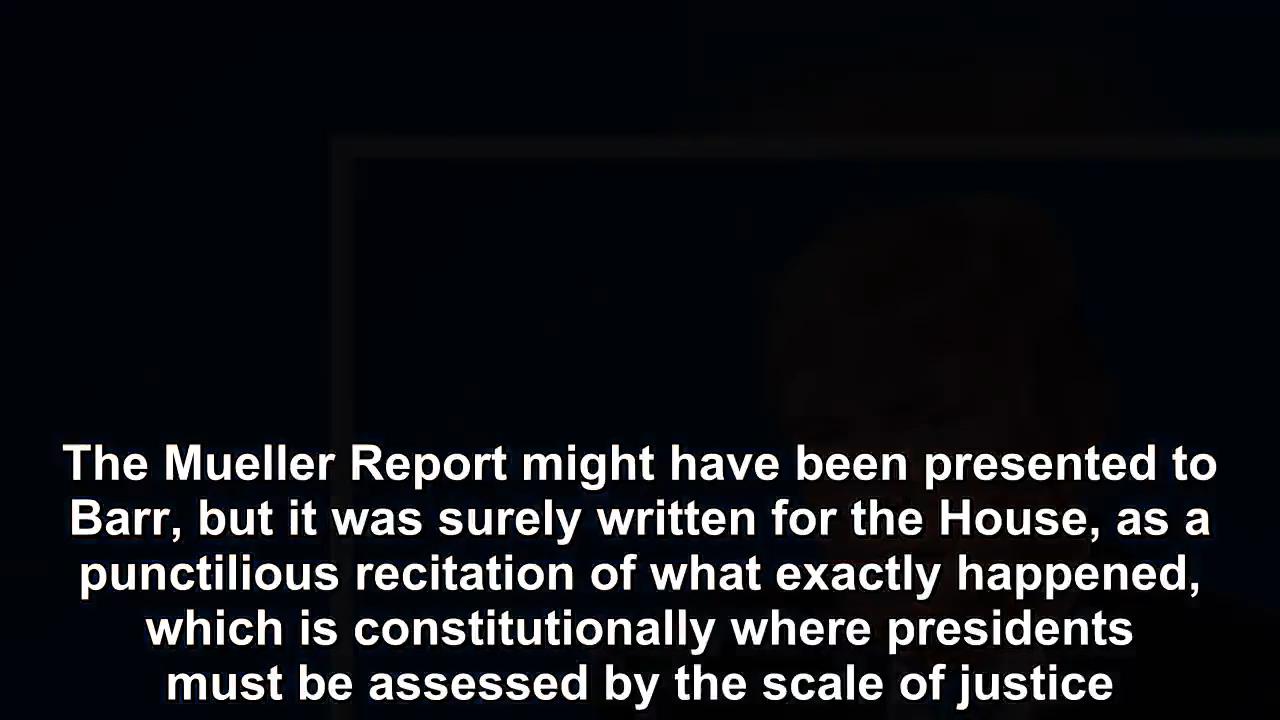 The Mueller Report might have been presented to
Barr, but it was surely written for the House, as a
punctilious recitation of what exactly happened,
which is constitutionally where presidents
must be assessed by the scale of justice